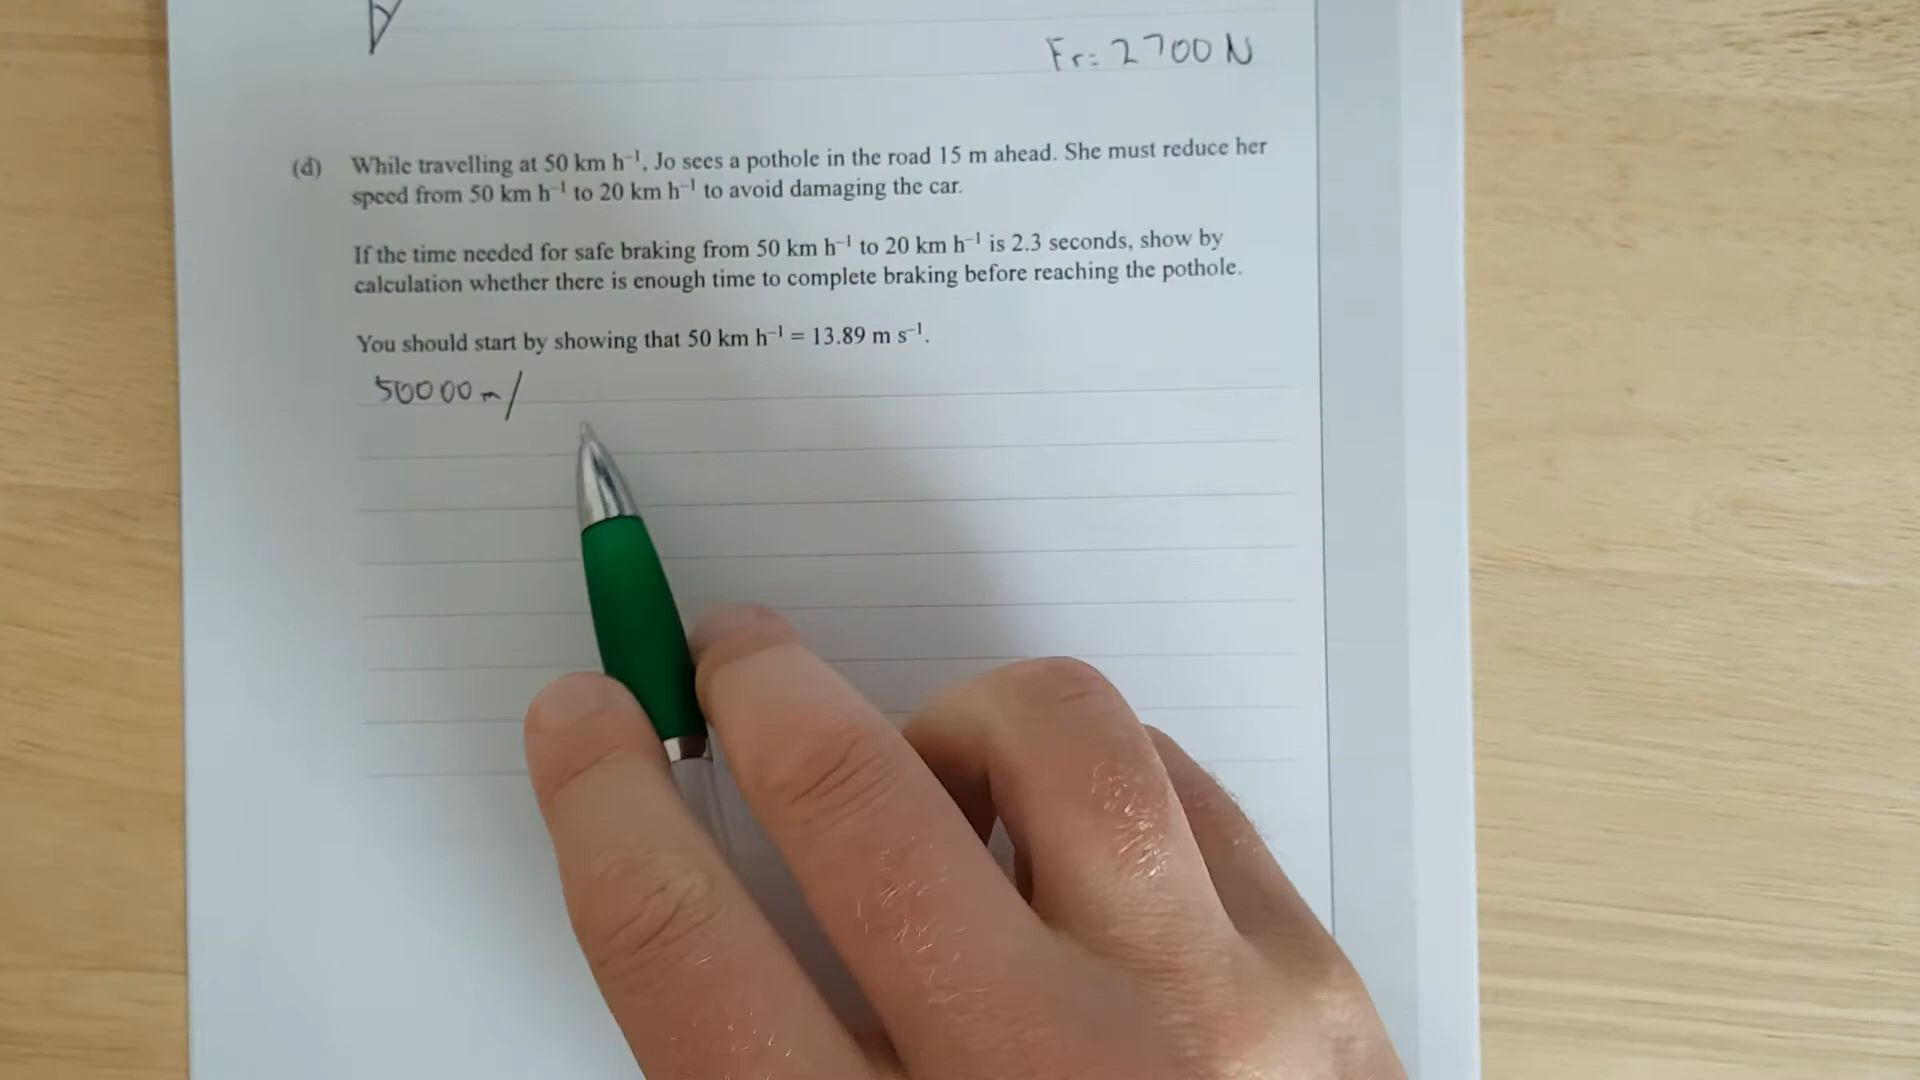 Fr = 2700 N
(d) While travelling at 50 km h⁻¹, Jo sees a pothole in the road 15 m ahead. She must reduce her
speed from 50 km h⁻¹ to 20 km h⁻¹ to avoid damaging the car.
If the time needed for safe braking from 50 km h⁻¹ to 20 km h⁻¹ is 2.3 seconds, show by
calculation whether there is enough time to complete braking before reaching the pothole.
You should start by showing that 50 km h⁻¹ = 13.89 m s⁻¹.
50000 m/